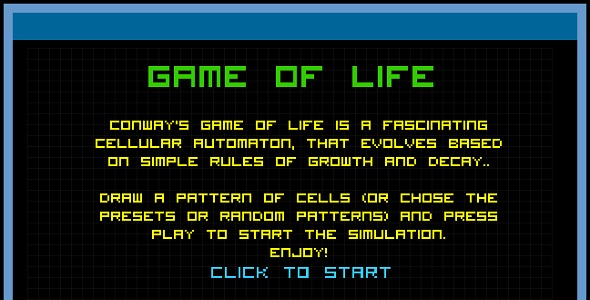 GAME OF LIFE
CONWAY'S GAME OF LIFE IS A FASCINATING
CELLULAR AUTOMATON, THAT EVOLVES BASED
ON SIMPLE RULES OF GROWTH AND DECAY..
DRAW A PATTERN OF CELLS (OR CHOSE THE
PRESETS OR RANDOM PATTERNS) AND PRESS
PLAY TO START THE SIMULATION.
ENJOY!
CLICK TO START